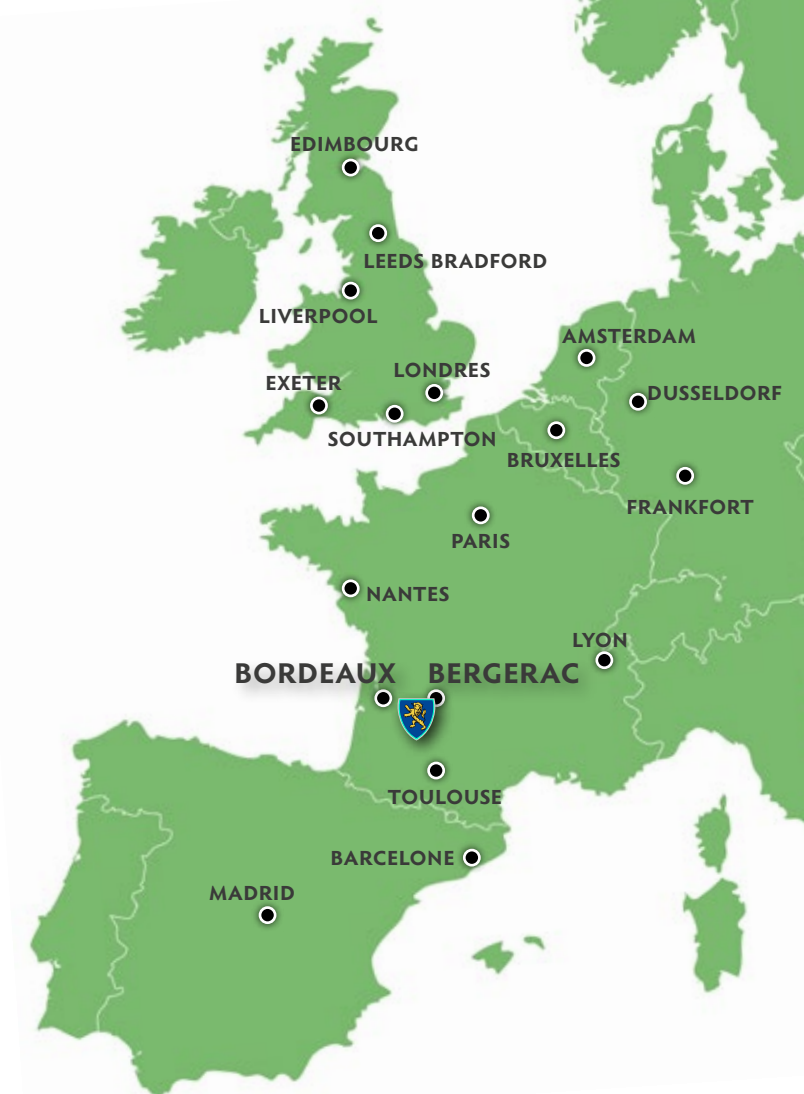 EDIMBOURG
LEEDS BRADFORD
LIVERPOOL
AMSTERDAM
LONDRES
EXETER
DUSSELDORF
SOUTHAMPTON
BRUXELLES
FRANKFORT
PARIS
NANTES
LYON
BORDEAUX
BERGERAC
TOULOUSE
BARCELONE
MADRID